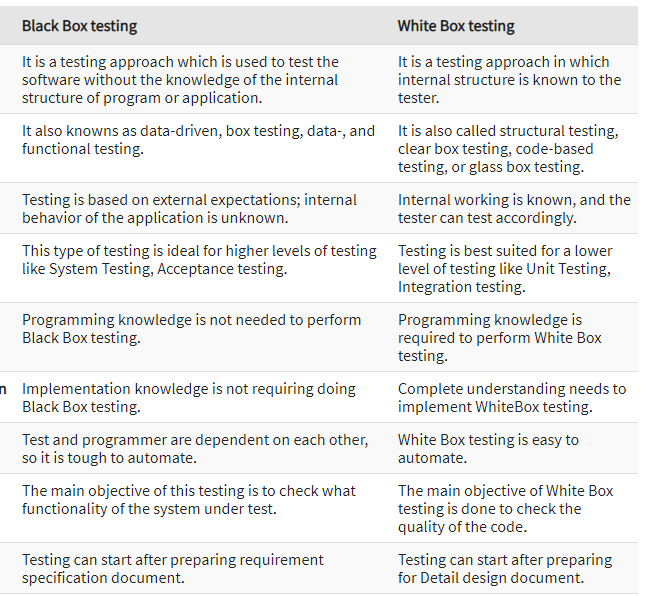 Black Box testing
White Box testing
It is a testing approach which is used to test the
software without the knowledge of the internal
structure of program or application.
It is a testing approach in which
internal structure is known to the
tester.
It also knowns as data-driven, box testing, data-, and
functional testing.
It is also called structural testing,
clear box testing, code-based
testing, or glass box testing.
Testing is based on external expectations; internal
behavior of the application is unknown.
Internal working is known, and the
tester can test accordingly.
This type of testing is ideal for higher levels of testing
like System Testing, Acceptance testing.
Testing is best suited for a lower
level of testing like Unit Testing,
Integration testing.
Programming knowledge is not needed to perform
Black Box testing.
Programming knowledge is
required to perform White Box
testing.
n
Implementation knowledge is not requiring doing
Black Box testing.
Complete understanding needs to
implement WhiteBox testing.
Test and programmer are dependent on each other,
so it is tough to automate.
White Box testing is easy to
automate.
The main objective of this testing is to check what
functionality of the system under test.
The main objective of White Box
testing is done to check the
quality of the code.
Testing can start after preparing requirement
specification document.
Testing can start after preparing
for Detail design document.